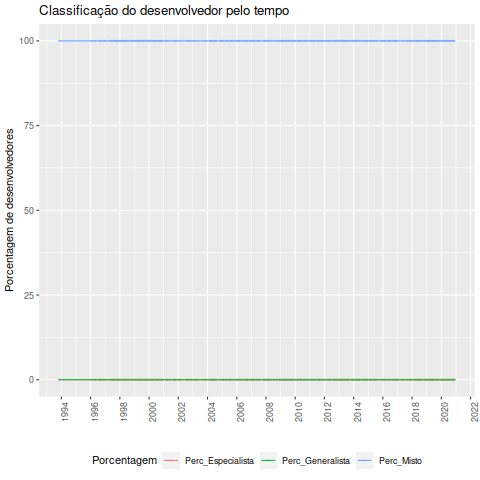 Classificação do desenvolvedor pelo tempo
Porcentagem de desenvolvedores
100
75
50
25
0
1994 1996 1998 2000 2002 2004 2006 2008 2010 2012 2014 2016 2018 2020 2022
Porcentagem Perc_Especialista Perc_Generalista Perc_Misto